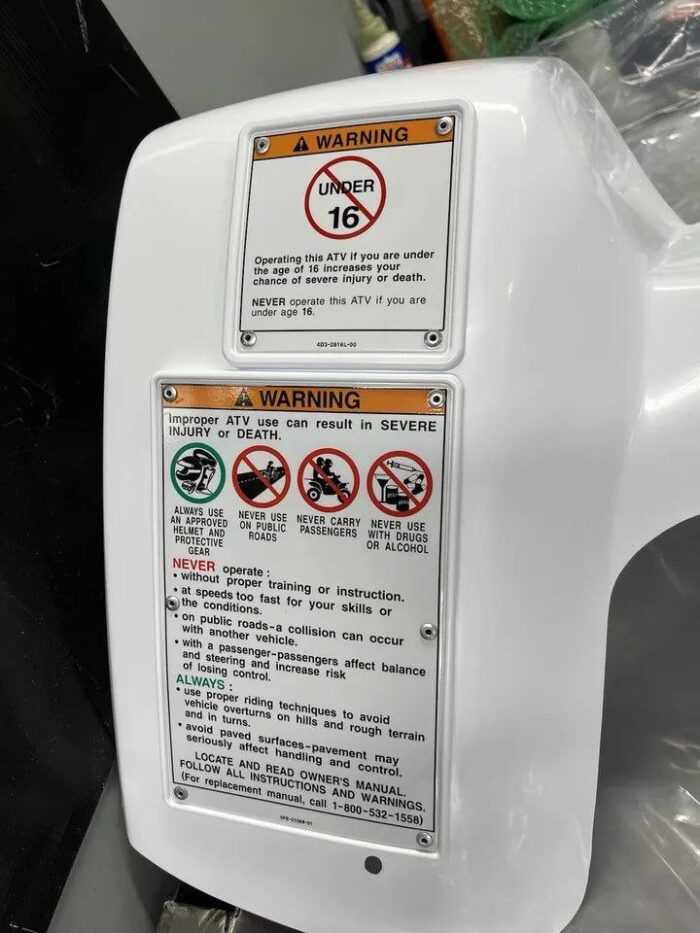 WARNING
UNDER
16
Operating this ATV if you are under
the age of 16 increases your
chance of severe injury or death.
NEVER operate this ATV if you are
under age 16.
4D3-2816L-00
WARNING
Improper ATV use can result in SEVERE
INJURY or DEATH.
ALWAYS USE
AN APPROVED
HELMET AND
PROTECTIVE
GEAR
NEVER USE
ON PUBLIC
ROADS
NEVER CARRY
PASSENGERS
NEVER USE
WITH DRUGS
OR ALCOHOL
NEVER operate :
• without proper training or instruction.
• at speeds too fast for your skills or
the conditions.
• on public roads-a collision can occur
with another vehicle.
• with a passenger-passengers affect balance
and steering and increase risk
of losing control.
ALWAYS :
• use proper riding techniques to avoid
vehicle overturns on hills and rough terrain
and in turns.
• avoid paved surfaces-pavement may
seriously affect handling and control.
LOCATE AND READ OWNER'S MANUAL.
FOLLOW ALL INSTRUCTIONS AND WARNINGS.
(For replacement manual, call 1-800-532-1558)